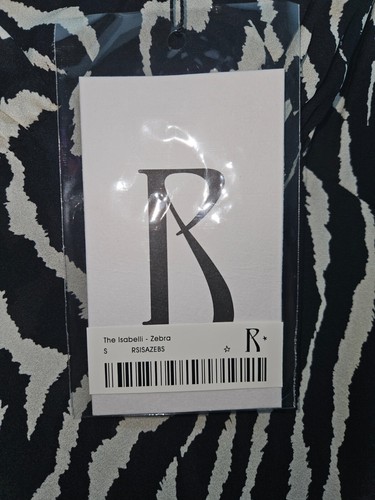 R
The Isabelli - Zebra
S RSISAZEBS
R